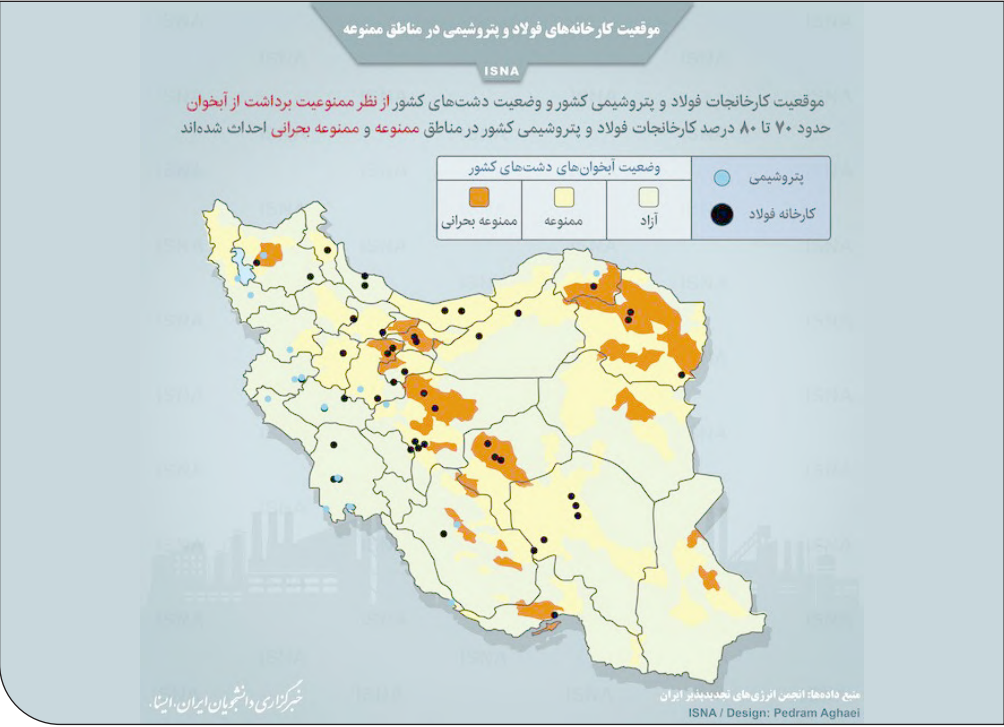 موقعیت کارخانه‌های فولاد و پتروشیمی در مناطق ممنوعه
ISNA
موقعیت کارخانجات فولاد و پتروشیمی کشور و وضعیت دشت‌های کشور از نظر ممنوعیت برداشت از آبخوان
حدود ۷۰ تا ۸۰ درصد کارخانجات فولاد و پتروشیمی کشور در مناطق ممنوعه و ممنوعه بحرانی احداث شده‌اند
پتروشیمی
کارخانه فولاد
وضعیت آبخوان‌های دشت‌های کشور
آزاد
ممنوعه
ممنوعه بحرانی
منبع داده‌ها: انجمن انرژی‌های تجدیدپذیر ایران
ISNA / Design: Pedram Aghaei
خبرگزاری دانشجویان ایران، ایسنا،